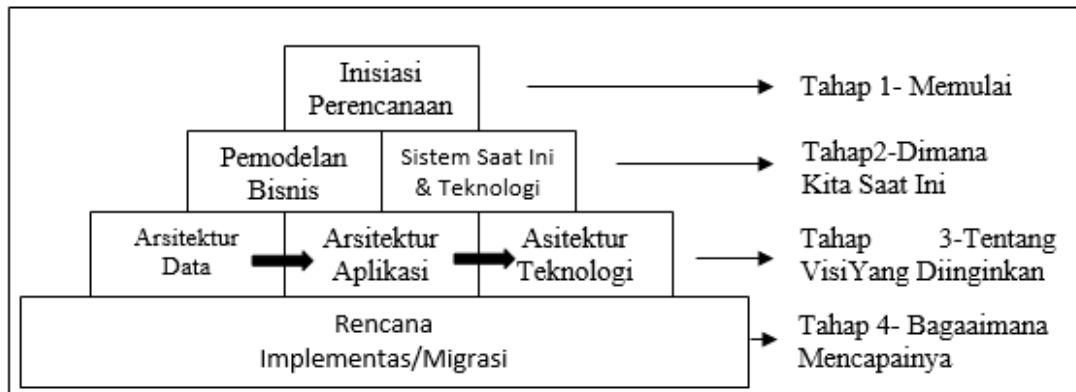 Inisiasi
Perencanaan
Tahap 1- Memulai
Pemodelan
Bisnis
Sistem Saat Ini
& Teknologi
Tahap2-Dimana
Kita Saat Ini
Arsitektur
Data
Arsitektur
Aplikasi
Asitektur
Teknologi
Tahap 3-Tentang
VisiYang Diinginkan
Rencana
Implementas/Migrasi
Tahap 4- Bagaaimana
Mencapainya